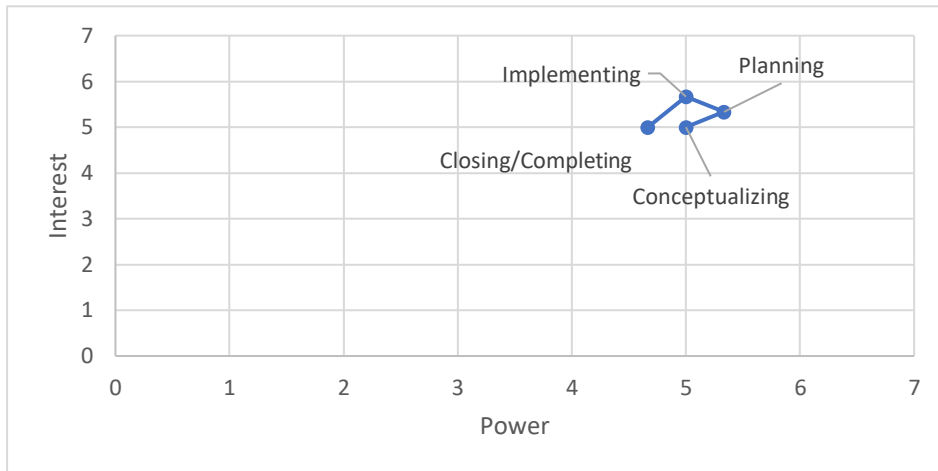 7
Implementing
Planning
6
5
Closing/Completing
4
Conceptualizing
3
2
1
0
Interest
0 1 2 3 4 5 6 7
Power